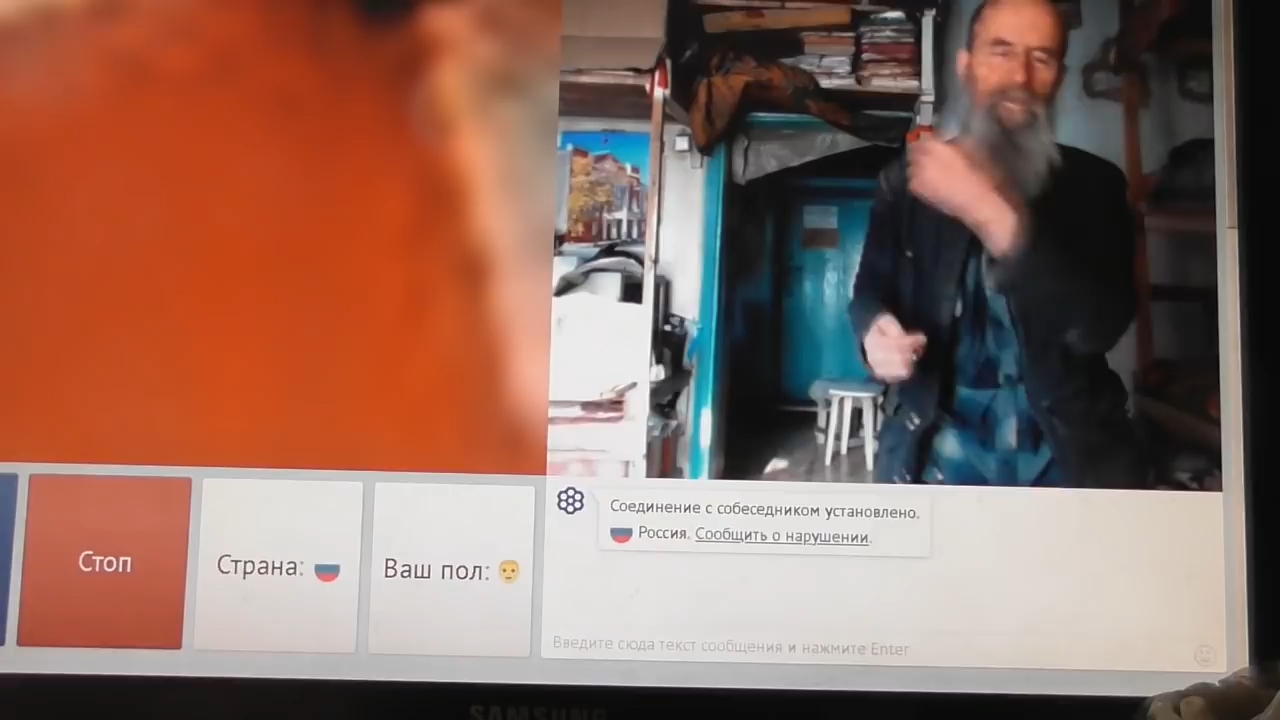 Соединение с собеседником установлено.
Россия. Сообщить о нарушении.
Стоп
Страна:
Ваш пол:
Введите сюда текст сообщения и нажмите Enter
SAMSUNG